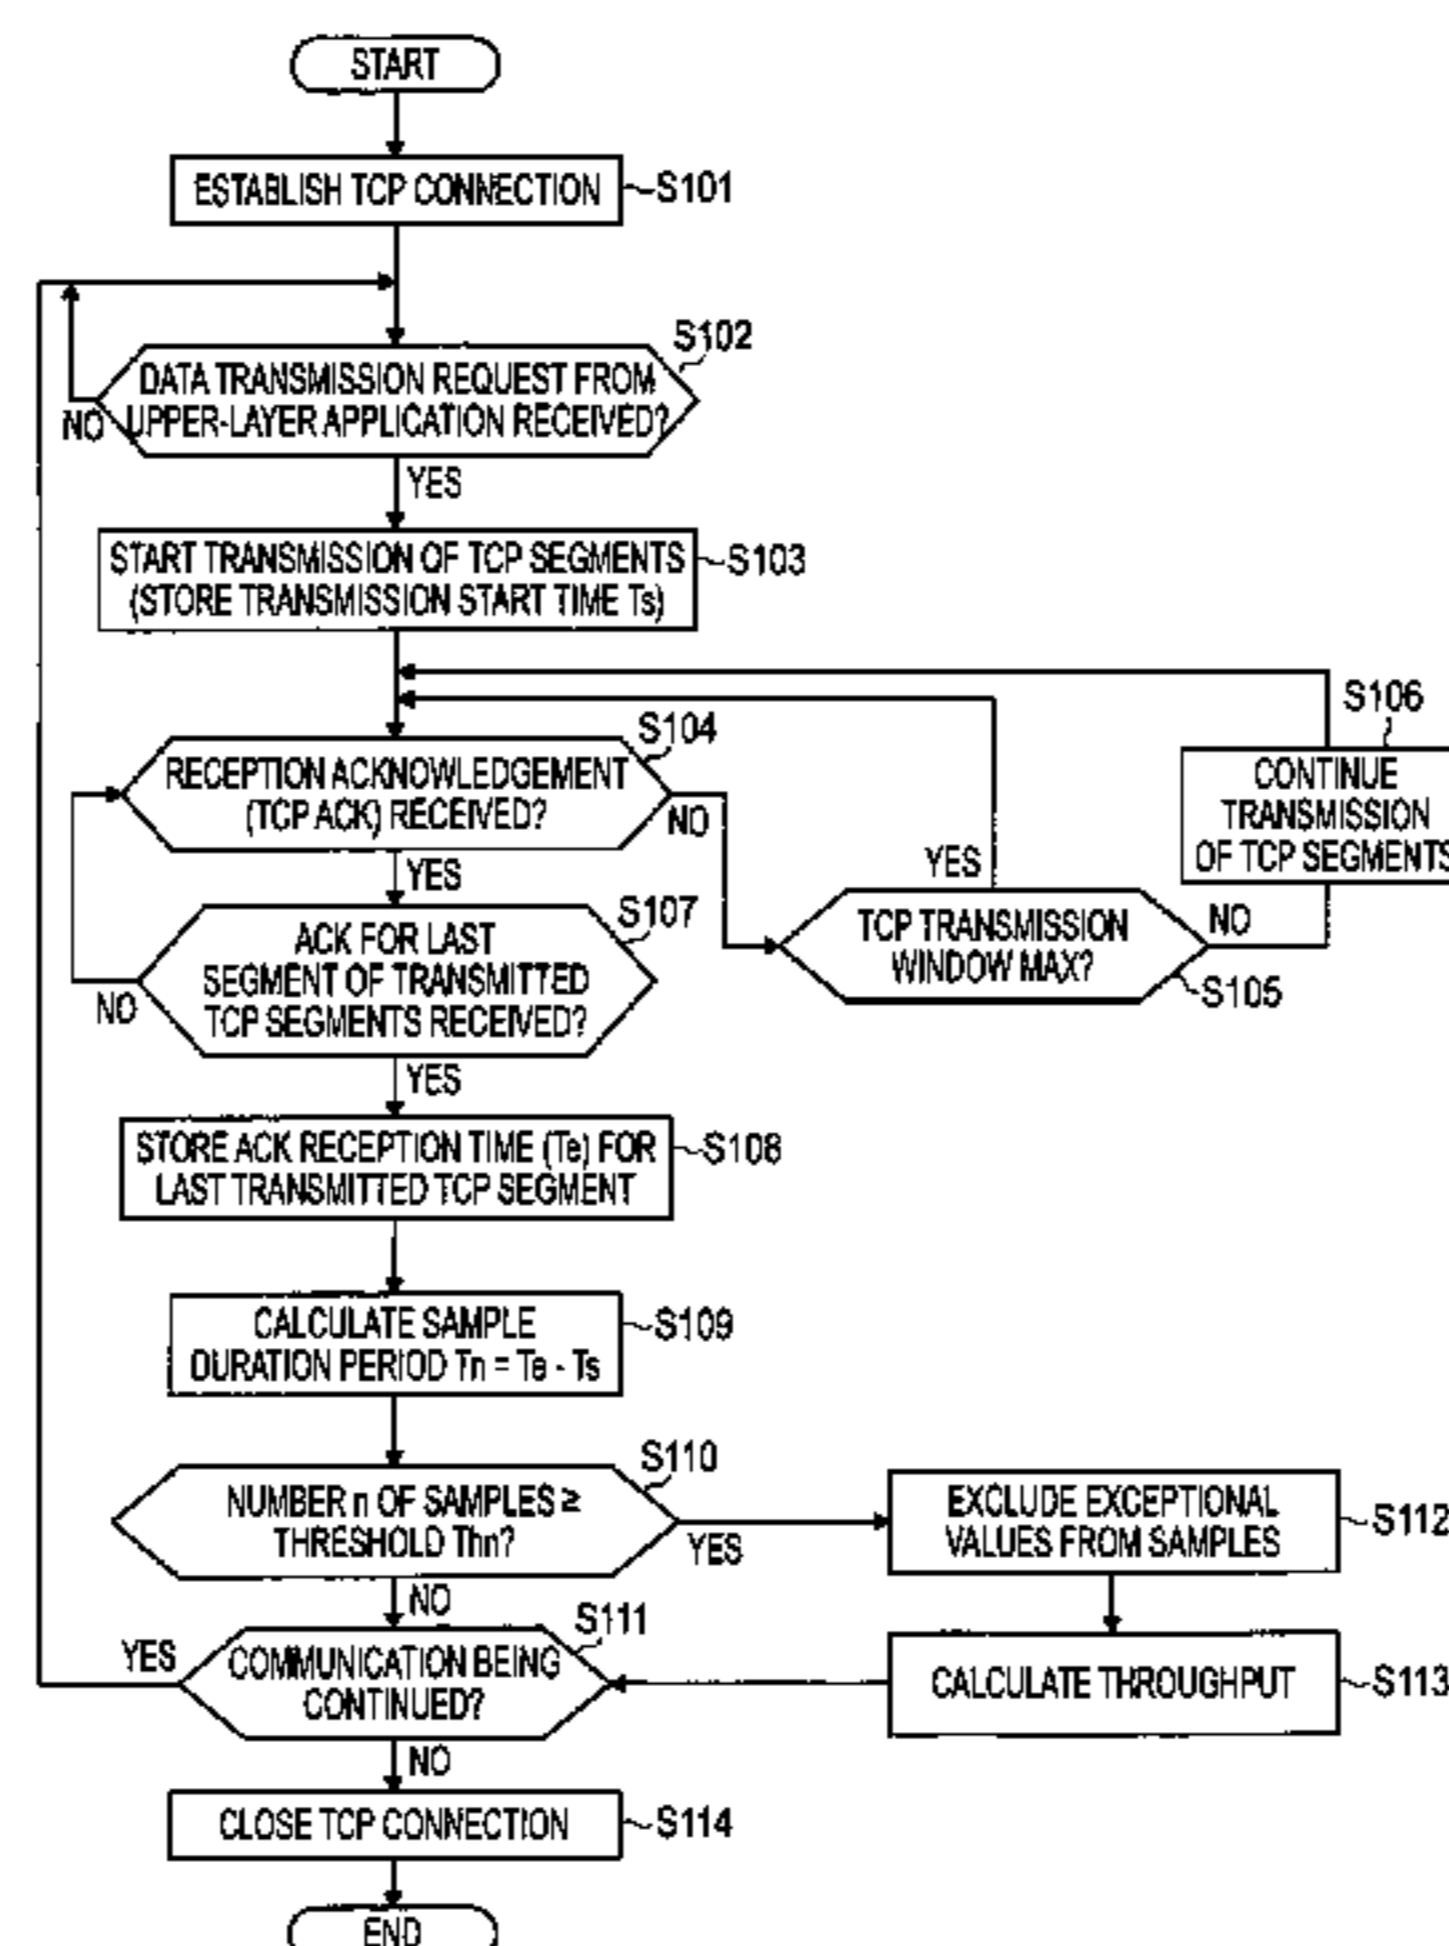 START
ESTABLISH TCP CONNECTION
S101
S102
DATA TRANSMISSION REQUEST FROM
UPPER-LAYER APPLICATION RECEIVED?
NO
YES
START TRANSMISSION OF TCP SEGMENTS
(STORE TRANSMISSION START TIME Ts)
S103
S104
RECEPTION ACKNOWLEDGEMENT
(TCP ACK) RECEIVED?
NO
YES
S106
CONTINUE
TRANSMISSION
OF TCP SEGMENTS
YES
TCP TRANSMISSION
WINDOW MAX?
NO
S105
S107
ACK FOR LAST
SEGMENT OF TRANSMITTED
TCP SEGMENTS RECEIVED?
NO
YES
STORE ACK RECEPTION TIME (Te) FOR
LAST TRANSMITTED TCP SEGMENT
S108
CALCULATE SAMPLE
DURATION PERIOD Tn = Te - Ts
S109
S110
NUMBER n OF SAMPLES ≥
THRESHOLD Thn?
YES
NO
EXCLUDE EXCEPTIONAL
VALUES FROM SAMPLES
S112
S111
YES
COMMUNICATION BEING
CONTINUED?
CALCULATE THROUGHPUT
S113
NO
CLOSE TCP CONNECTION
S114
END